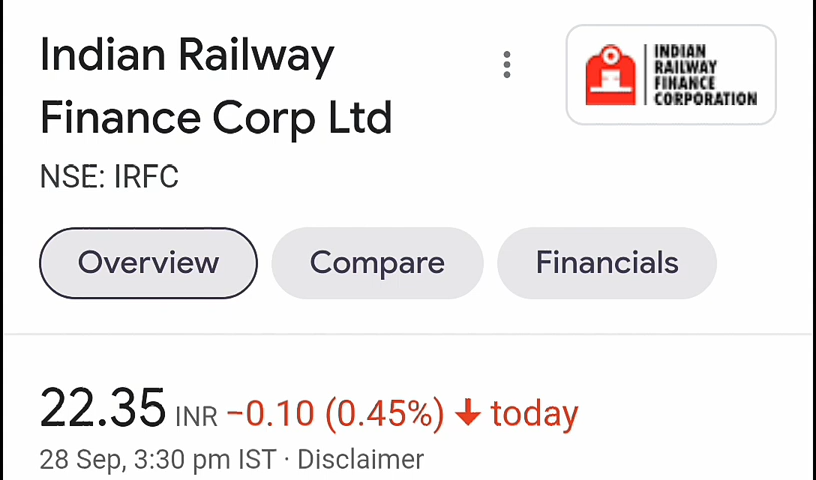 Indian Railway
Finance Corp Ltd
INDIAN
RAILWAY
FINANCE
CORPORATION
NSE: IRFC
Overview Compare Financials
22.35 INR −0.10 (0.45%) ↓ today
28 Sep, 3:30 pm IST · Disclaimer